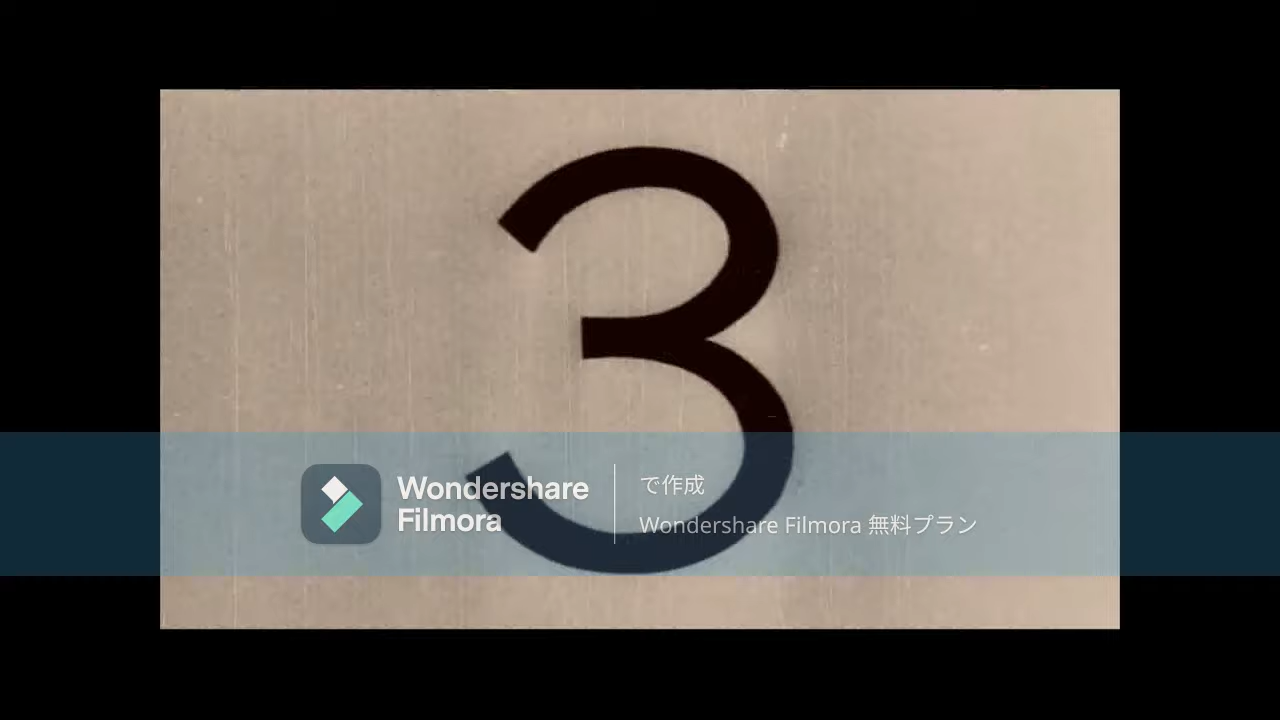 3
Wondershare
Filmora
で作成
Wondershare Filmora 無料プラン